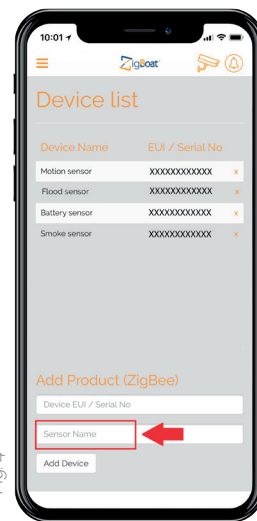 10:01
ZigBoat
Device list
Device Name EUI / Serial No
Motion sensor XXXXXXXXXXXX x
Flood sensor XXXXXXXXXXXX x
Battery sensor XXXXXXXXXXXX x
Smoke sensor XXXXXXXXXXXX x
Add Product (ZigBee)
Device EUI / Serial No
Sensor Name
Add Device